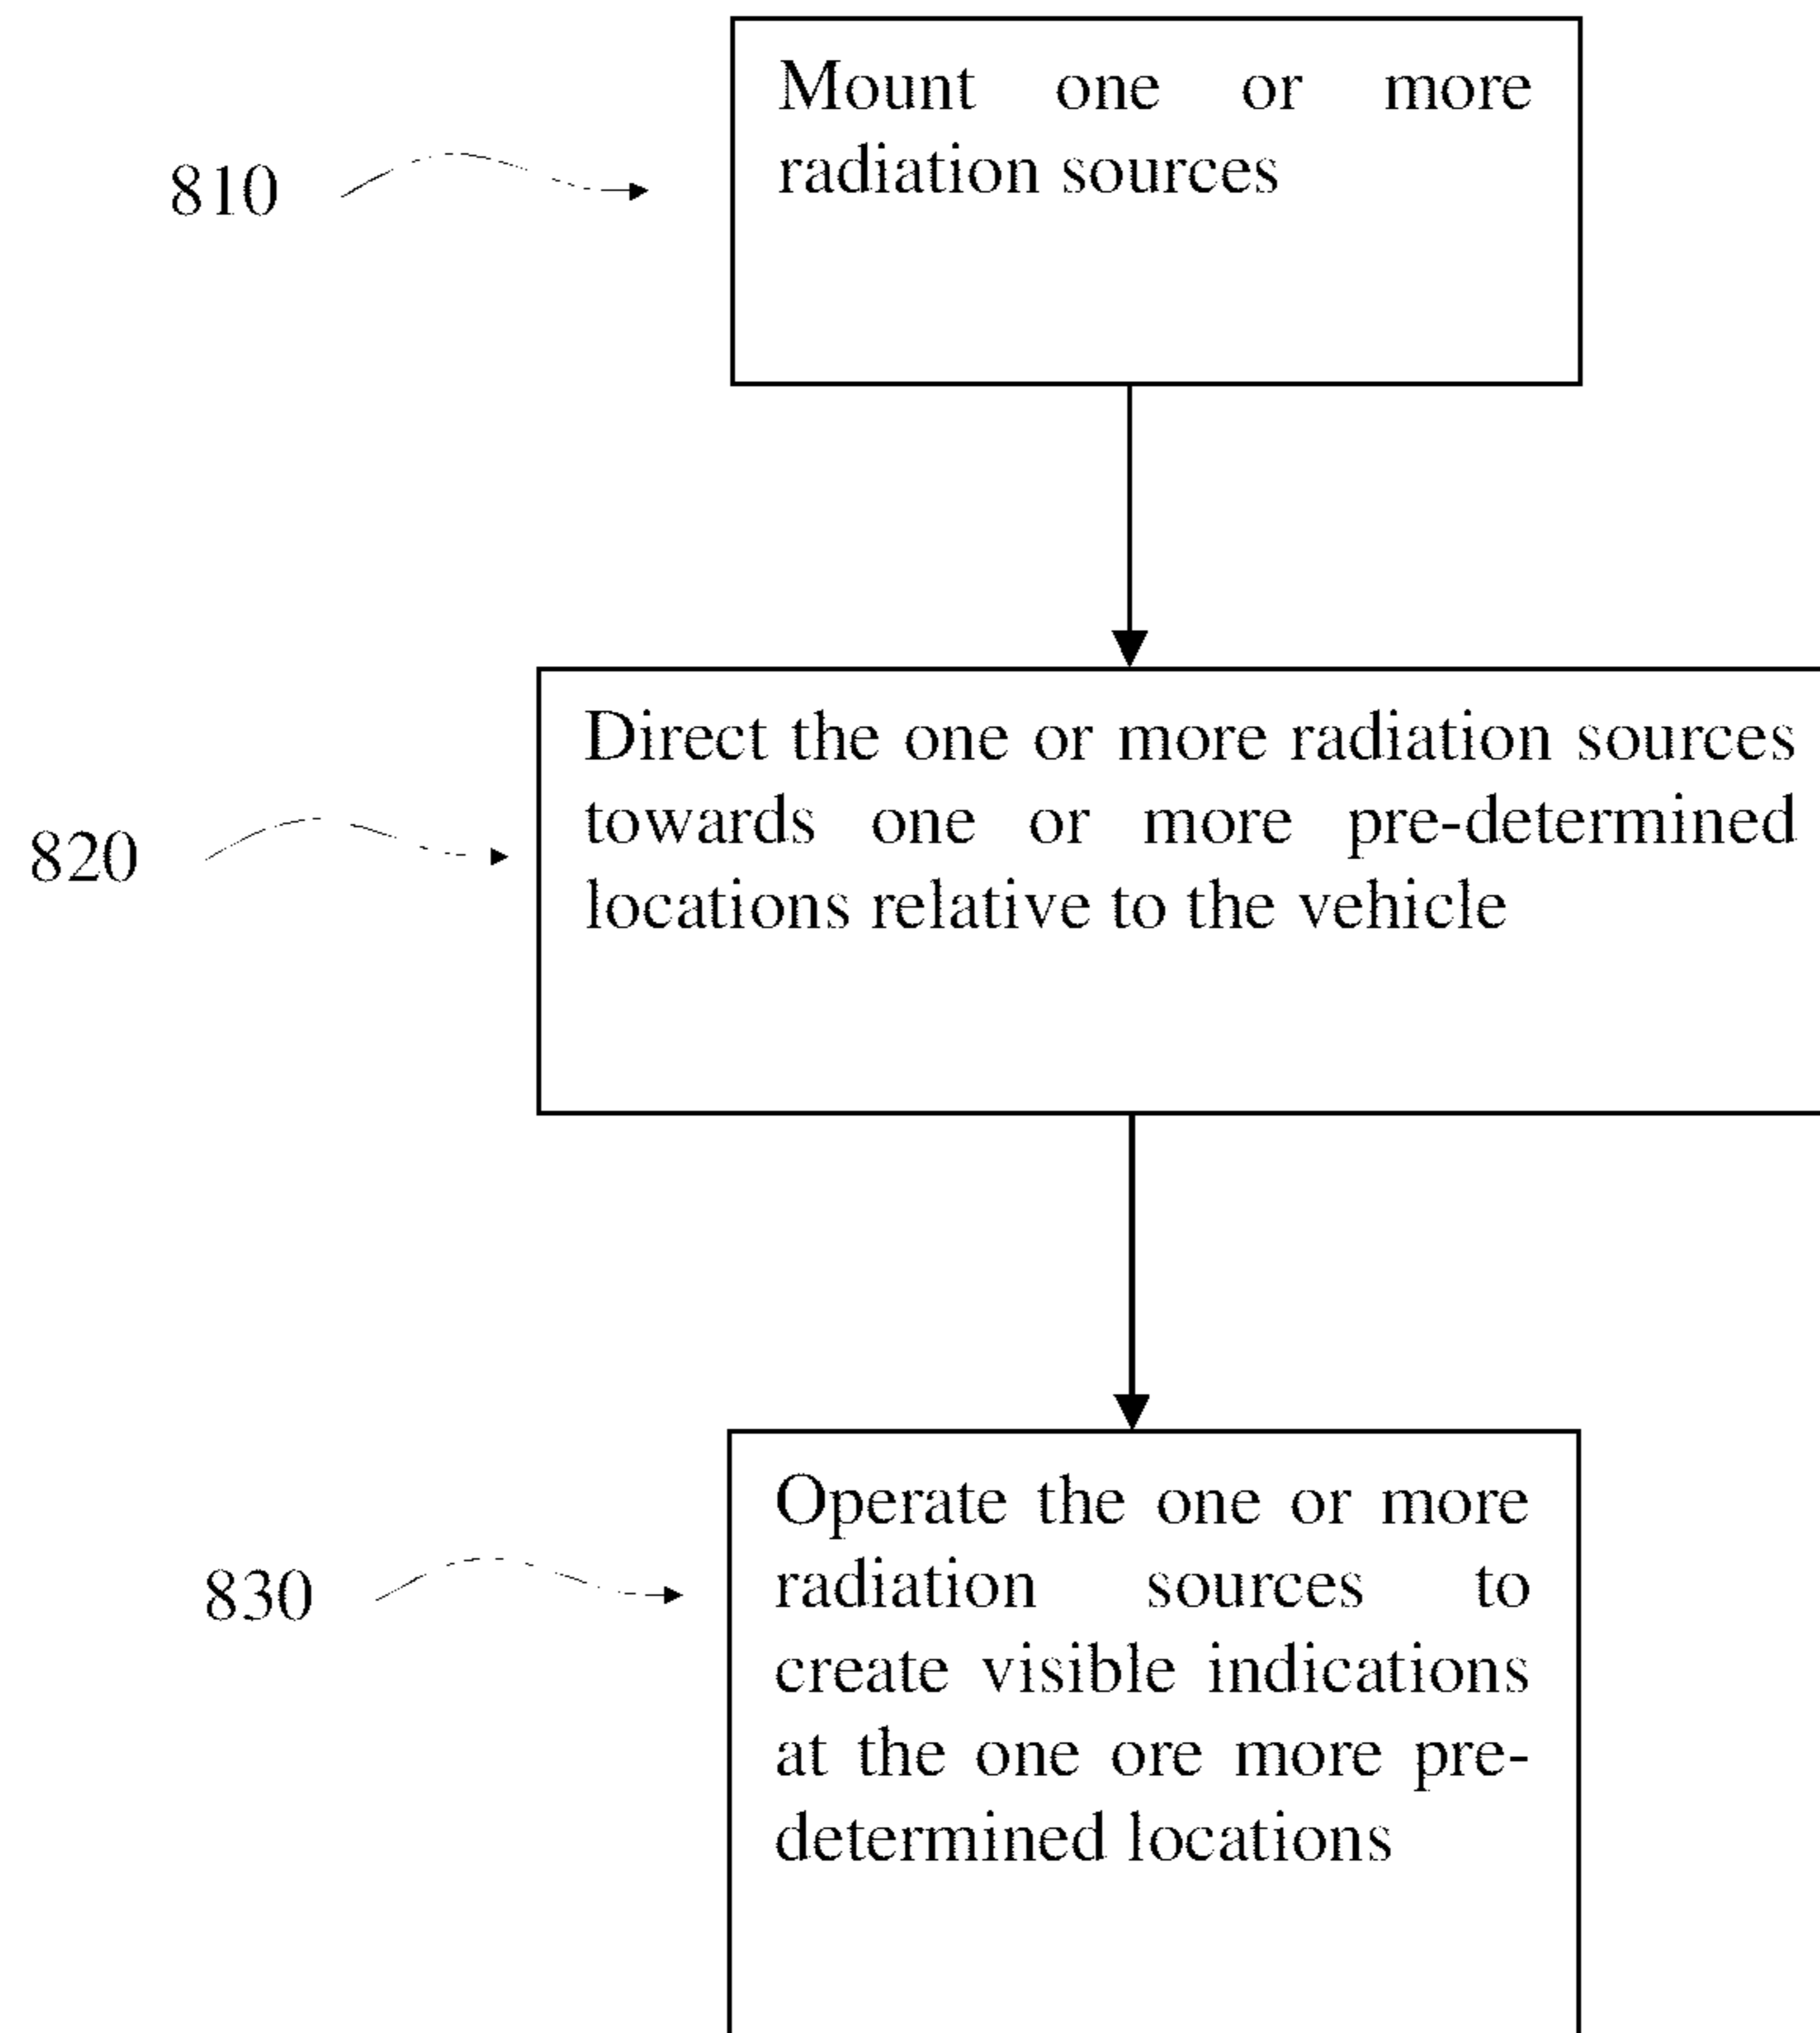 Mount one or more
radiation sources
810
Direct the one or more radiation sources
towards one or more pre-determined
locations relative to the vehicle
820
Operate the one or more
radiation sources to
create visible indications
at the one ore more pre-
determined locations
830